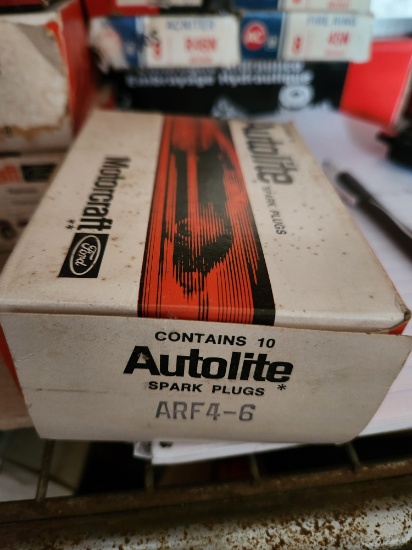 Autolite
SPARK PLUGS
Motorcraft
**
Ford
CONTAINS 10
Autolite
SPARK PLUGS *
ARF4-6